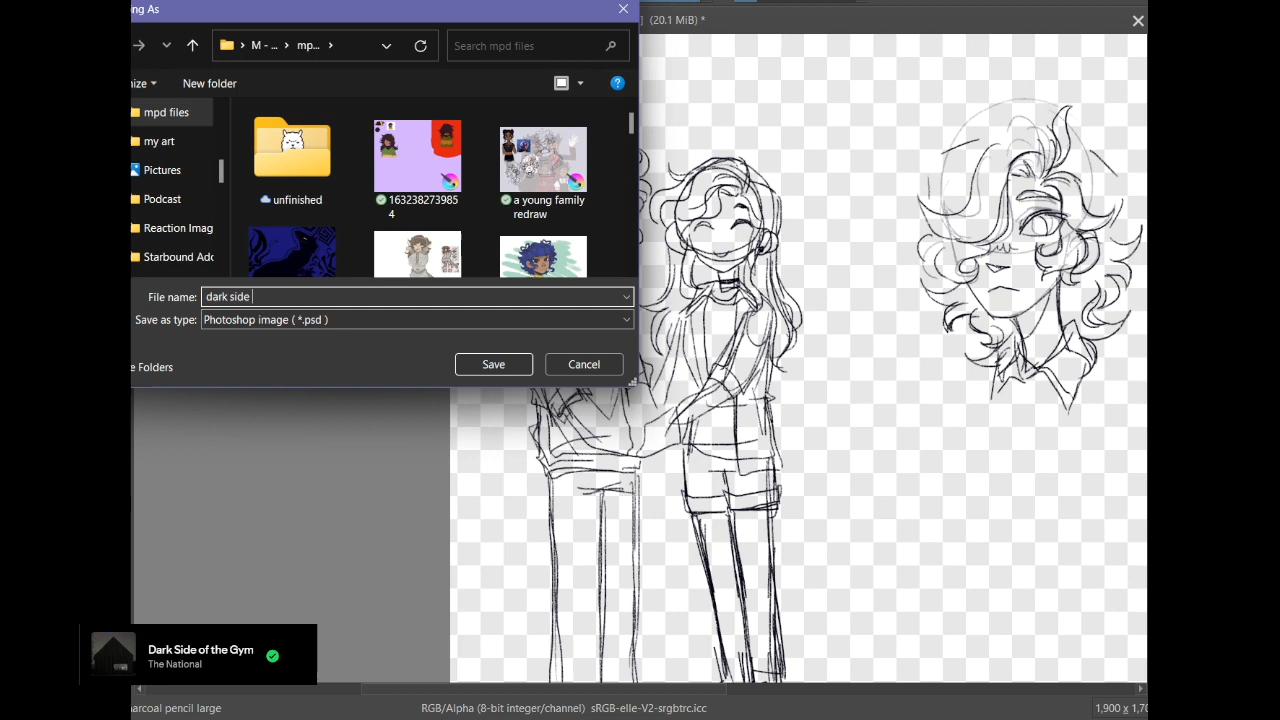 ng As
] (20.1 MiB) *
M - ... mp...
Search mpd files
ize
New folder
mpd files
my art
Pictures
Podcast
Reaction Imag
Starbound Adc
unfinished
163238273985
4
a young family
redraw
File name: dark side
Save as type: Photoshop image ( *.psd )
e Folders
Save
Cancel
Dark Side of the Gym
The National
arcoal pencil large
RGB/Alpha (8-bit integer/channel) sRGB-elle-V2-srgbtrc.icc
1,900 x 1,70